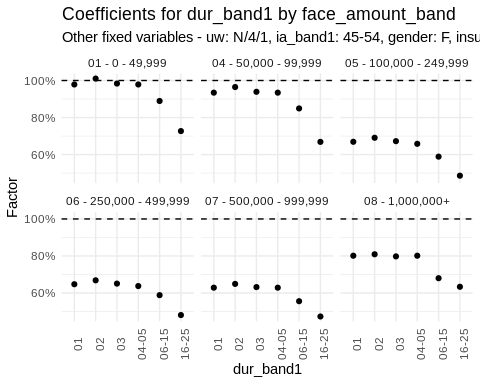 Coefficients for dur_band1 by face_amount_band
Other fixed variables - uw: N/4/1, ia_band1: 45-54, gender: F, insu
01 - 0 - 49,999
04 - 50,000 - 99,999
05 - 100,000 - 249,999
100%
80%
60%
06 - 250,000 - 499,999
07 - 500,000 - 999,999
08 - 1,000,000+
100%
80%
60%
Factor
01
02
03
04-05
06-15
16-25
01
02
03
04-05
06-15
16-25
01
02
03
04-05
06-15
16-25
dur_band1